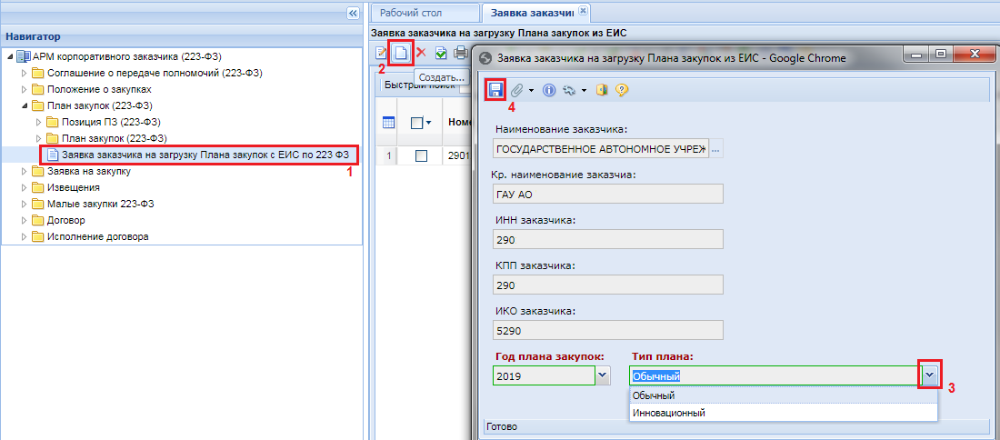 Навигатор
АРМ корпоративного заказчика (223-ФЗ)
Соглашение о передаче полномочий (223-ФЗ)
Положение о закупках
План закупок (223-ФЗ)
Позиция ПЗ (223-ФЗ)
План закупок (223-ФЗ)
Заявка заказчика на загрузку Плана закупок с ЕИС по 223 ФЗ
1
Заявка на закупку
Извещения
Малые закупки 223-ФЗ
Договор
Исполнение договора
Рабочий стол
Заявка заказчи
Заявка заказчика на загрузку Плана закупок из ЕИС
2
Создать...
Быстрый поиск
Номе
1
2901
Заявка заказчика на загрузку Плана закупок из ЕИС - Google Chrome
4
Наименование заказчика:
ГОСУДАРСТВЕННОЕ АВТОНОМНОЕ УЧРЕЖ
...
Кр. наименование заказчиа:
ГАУ АО
ИНН заказчика:
290
КПП заказчика:
290
ИКО заказчика:
5290
Год плана закупок:
Тип плана:
2019
Обычный
3
Обычный
Инновационный
Готово